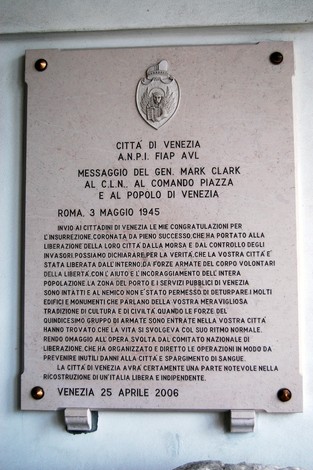 CITTÀ DI VENEZIA
A.N.P.I. FIAP AVL
MESSAGGIO DEL GEN. MARK CLARK
AL C.L.N., AL COMANDO PIAZZA
E AL POPOLO DI VENEZIA
ROMA, 3 MAGGIO 1945
INVIO AI CITTADINI DI VENEZIA LE MIE CONGRATULAZIONI PER
L'INSURREZIONE, CORONATA DA PIENO SUCCESSO, CHE HA PORTATO ALLA
LIBERAZIONE DELLA LORO CITTÀ DALLA MORSA E DAL CONTROLLO DEGLI
INVASORI. POSSIAMO DICHIARARE, PER LA VERITÀ, CHE LA VOSTRA CITTÀ E'
STATA LIBERATA DALL'INTERNO, DA FORZE ARMATE DEL CORPO VOLONTARI
DELLA LIBERTÀ, CON L'AIUTO E L'INCORAGGIAMENTO DELL'INTERA
POPOLAZIONE. LA ZONA DEL PORTO E I SERVIZI PUBBLICI DI VENEZIA
SONO INTATTI E AL NEMICO NON E' STATO PERMESSO DI DETURPARE I MOLTI
EDIFICI E MONUMENTI CHE PARLANO DELLA VOSTRA MERAVIGLIOSA
TRADIZIONE DI CULTURA E DI CIVILTÀ. QUANDO LE FORZE DEL
QUINDICESIMO GRUPPO DI ARMATE SONO ENTRATE NELLA VOSTRA CITTÀ
HANNO TROVATO CHE LA VITA SI SVOLGEVA COL SUO RITMO NORMALE.
RENDO OMAGGIO ALL'OPERA SVOLTA DAL COMITATO NAZIONALE DI
LIBERAZIONE, CHE HA ORGANIZZATO E DIRETTO LE OPERAZIONI IN MODO DA
PREVENIRE INUTILI DANNI ALLA CITTÀ E SPARGIMENTO DI SANGUE.
LA CITTÀ DI VENEZIA AVRÀ CERTAMENTE UNA PARTE NOTEVOLE NELLA
RICOSTRUZIONE DI UN'ITALIA LIBERA E INDIPENDENTE.
VENEZIA 25 APRILE 2006